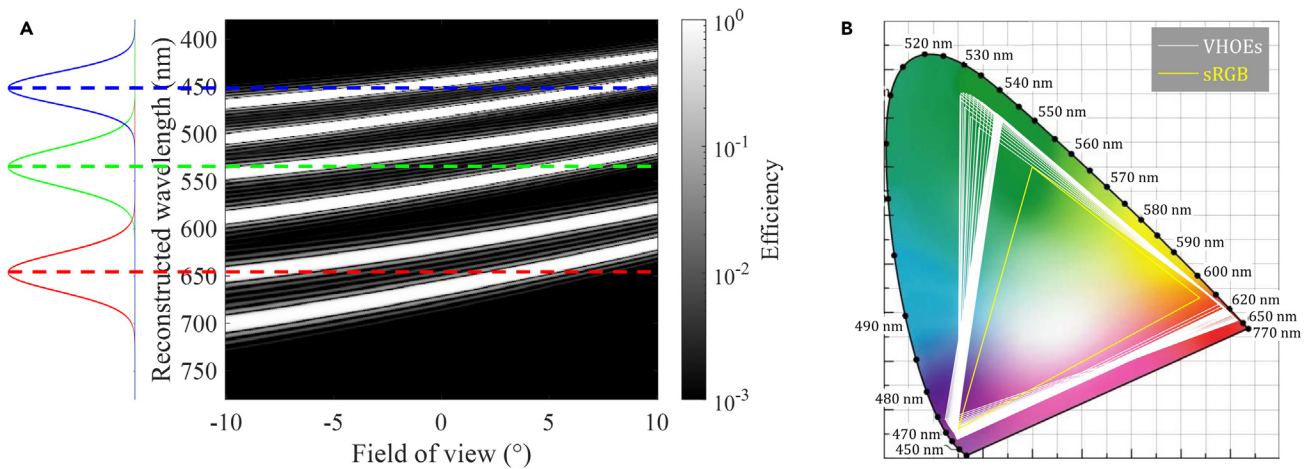 A
Reconstructed wavelength (nm)
400
450
500
550
600
650
700
750
-10
-5
0
5
10
Field of view (°)
10^0
10^-1
10^-2
10^-3
Efficiency
B
VHOEs
sRGB
520 nm
530 nm
540 nm
550 nm
560 nm
570 nm
580 nm
590 nm
600 nm
620 nm
650 nm
770 nm
490 nm
480 nm
470 nm
450 nm